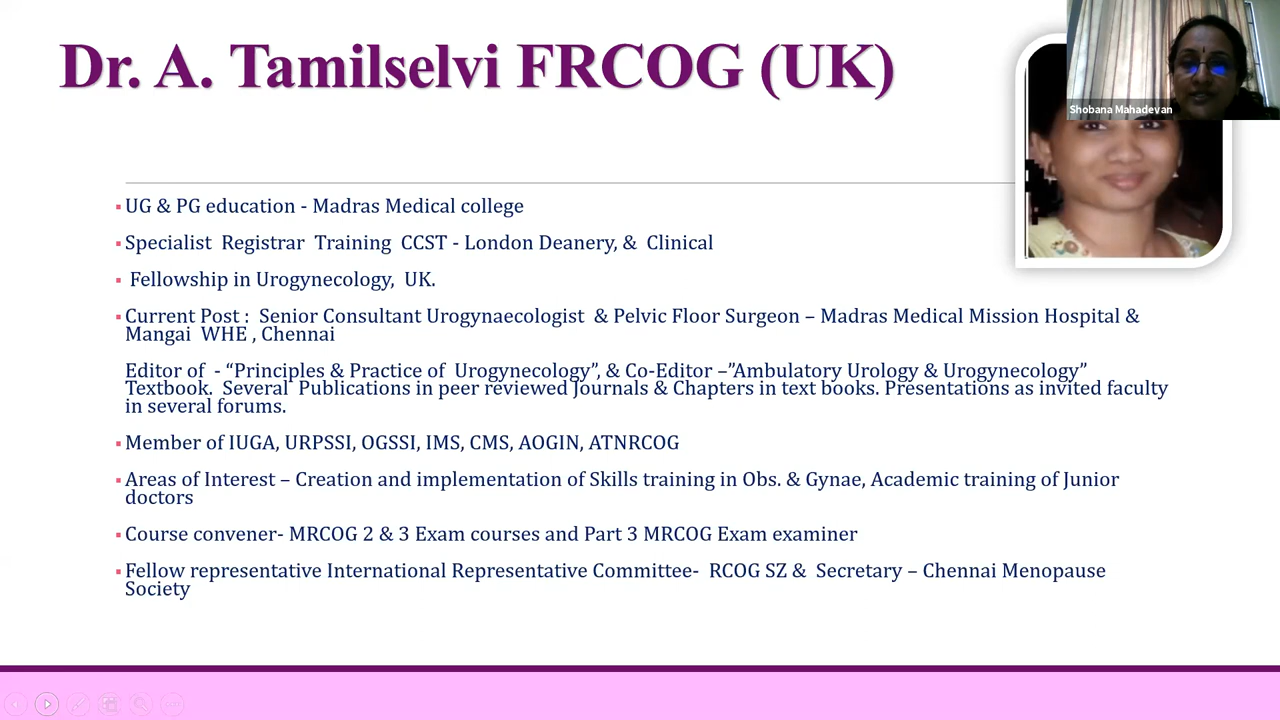 Dr. A. Tamilselvi FRCOG (UK)
Shobana Mahadevan
UG & PG education - Madras Medical college
Specialist Registrar Training CCST - London Deanery, & Clinical
Fellowship in Urogynecology, UK.
Current Post : Senior Consultant Urogynaecologist & Pelvic Floor Surgeon – Madras Medical Mission Hospital &
Mangai WHE , Chennai
Editor of - “Principles & Practice of Urogynecology”, & Co-Editor –”Ambulatory Urology & Urogynecology”
Textbook. Several Publications in peer reviewed Journals & Chapters in text books. Presentations as invited faculty
in several forums.
Member of IUGA, URPSSI, OGSSI, IMS, CMS, AOGIN, ATNRCOG
Areas of Interest – Creation and implementation of Skills training in Obs. & Gynae, Academic training of Junior
doctors
Course convener- MRCOG 2 & 3 Exam courses and Part 3 MRCOG Exam examiner
Fellow representative International Representative Committee- RCOG SZ & Secretary – Chennai Menopause
Society